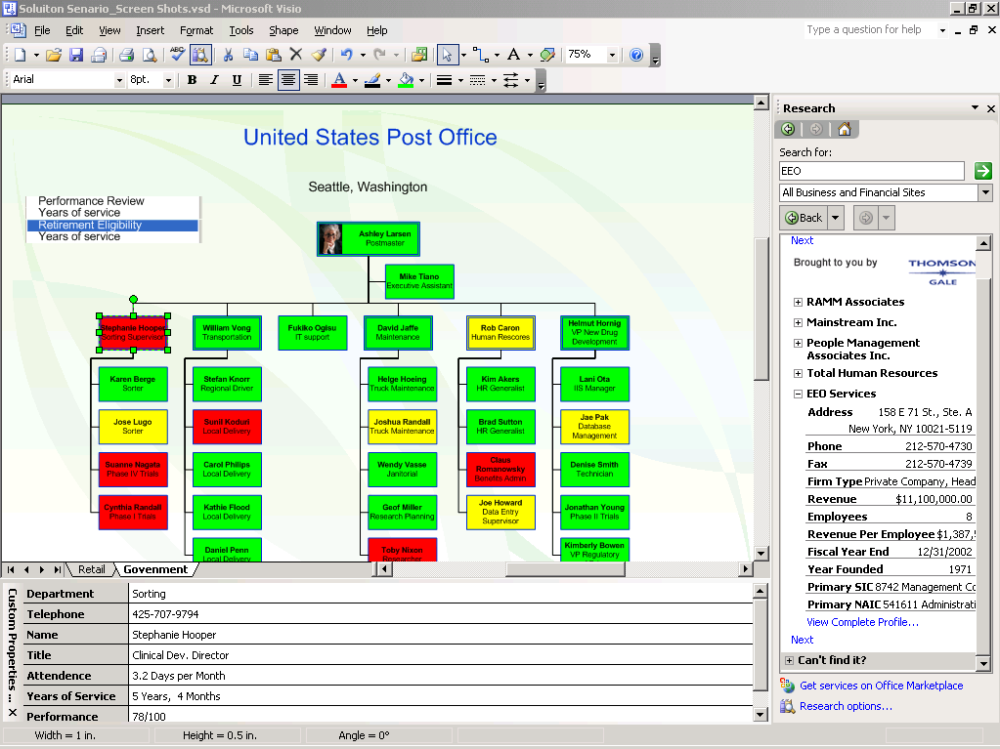 Soluiton Senario_Screen Shots.vsd - Microsoft Visio
File Edit View Insert Format Tools Shape Window Help
Type a question for help
ABC
A
75%
Arial
8pt.
B I U
A
United States Post Office
Seattle, Washington
Performance Review
Years of service
Retirement Eligibility
Years of service
Ashley Larsen
Postmaster
Mike Tiano
Executive Assistant
Stephanie Hooper
Sorting Supervisor
William Vong
Transportation
Fukiko Ogisu
IT support
David Jaffe
Maintenance
Rob Caron
Human Rescores
Helmut Hornig
VP New Drug
Development
Karen Berge
Sorter
Stefan Knorr
Regional Driver
Helge Hoeing
Truck Maintenance
Kim Akers
HR Generalist
Lani Ota
IIS Manager
Jose Lugo
Sorter
Sunil Koduri
Local Delivery
Joshua Randall
Truck Maintenance
Brad Sutton
HR Generalist
Jae Pak
Database
Management
Suanne Nagata
Phase IV Trials
Carol Philips
Local Delivery
Wendy Vasse
Janitorial
Claus
Romanowsky
Benefits Admin
Denise Smith
Technician
Cynthia Randall
Phase I Trials
Kathie Flood
Local Delivery
Geof Miller
Research Planning
Joe Howard
Data Entry
Supervisor
Jonathan Young
Phase II Trials
Daniel Penn
Local Delivery
Toby Nixon
Researcher
Kimberly Bowen
VP Regulatory
Retail
Govenment
Custom Properties ...
Department Sorting
Telephone 425-707-9794
Name Stephanie Hooper
Title Clinical Dev. Director
Attendence 3.2 Days per Month
Years of Service 5 Years, 4 Months
Performance 78/100
Width = 1 in. Height = 0.5 in. Angle = 0°
Research
Search for:
EEO
All Business and Financial Sites
Back
Next
Brought to you by
THOMSON
GALE
RAMM Associates
Mainstream Inc.
People Management
Associates Inc.
Total Human Resources
EEO Services
Address 158 E 71 St., Ste. A
New York, NY 10021-5119
Phone 212-570-4730
Fax 212-570-4739
Firm Type Private Company, Head
Revenue $11,100,000.00
Employees 8
Revenue Per Employee $1,387,
Fiscal Year End 12/31/2002
Year Founded 1971
Primary SIC 8742 Management Co
Primary NAIC 541611 Administrati
View Complete Profile...
Next
Can't find it?
Get services on Office Marketplace
Research options...